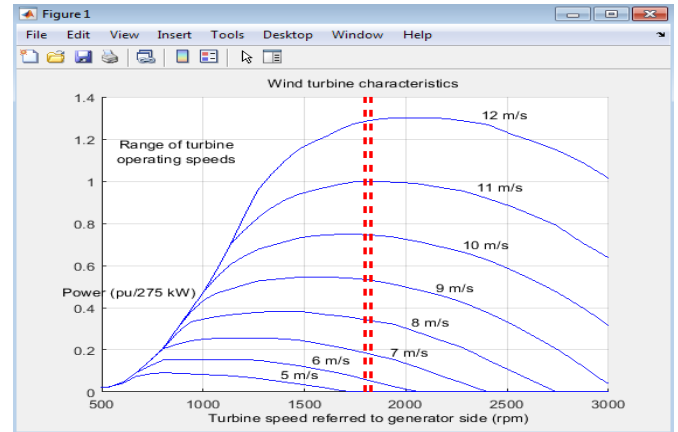 Figure 1
File Edit View Insert Tools Desktop Window Help
Wind turbine characteristics
1.4
1.2
1
0.8
0.6
0.4
0.2
0
Range of turbine
operating speeds
Power (pu/275 kW)
12 m/s
11 m/s
10 m/s
9 m/s
8 m/s
7 m/s
6 m/s
5 m/s
500 1000 1500 2000 2500 3000
Turbine speed referred to generator side (rpm)